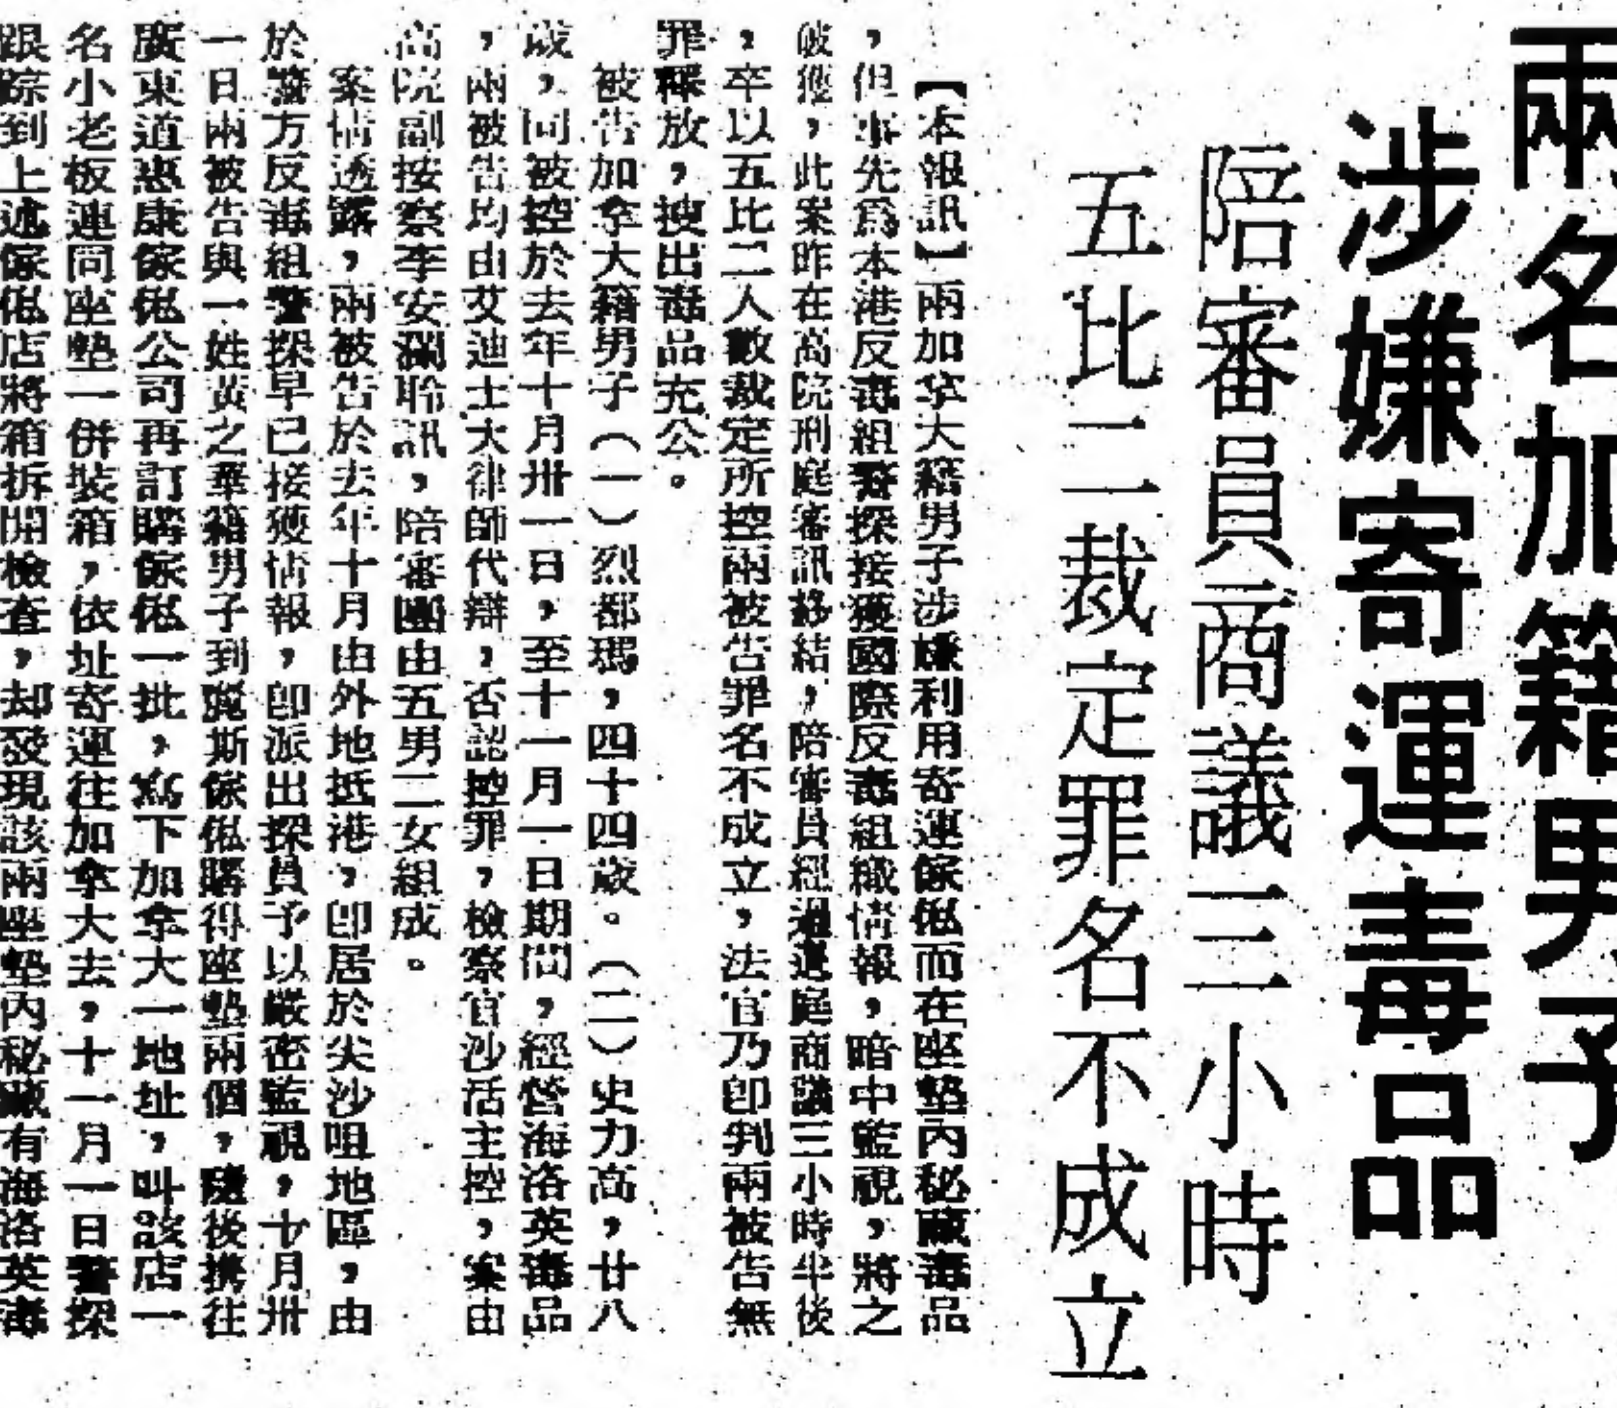 兩名加籍男子
涉嫌寄運毒品
陪審員商議三小時
五比二裁定罪名不成立
【本報訊】兩加拿大籍男子涉嫌利用寄運傢俬而在座墊內秘藏毒品
，但事先爲本港反毒組警探接獲國際反毒組織情報，暗中監視，將之
破獲，此案昨在高院刑庭審訊終結，陪審員經過退庭商議三小時半後
，卒以五比二人數裁定所控兩被告罪名不成立，法官乃卽判兩被告無
罪釋放，搜出毒品充公。
被告加拿大籍男子（一）烈都瑪，四十四歲。（二）史力高，廿八
歲，同被控於去年十月卅一日，至十一月一日期間，經營海洛英毒品
，兩被告均由艾迪士大律師代辯，否認控罪，檢察官沙活主控，案由
高院副按察李安瀾聆訊，陪審團由五男二女組成。
案情透露，兩被告於去年十月由外地抵港，卽居於尖沙咀地區，由
於警方反毒組警探早已接獲情報，卽派出探員予以嚴密監視，十月卅
一日兩被告與一姓黃之華籍男子到斯傢俬購得座墊兩個，隨後攜往
廣東道惠康傢俬公司再訂購傢俬一批，寫下加拿大一地址，叫該店一
名小老板連同座墊一併裝箱，依址寄運往加拿大去，十一月一日警探
跟踪到上述傢俬店將箱拆開檢查，却發現該兩座墊內秘藏有海洛英毒